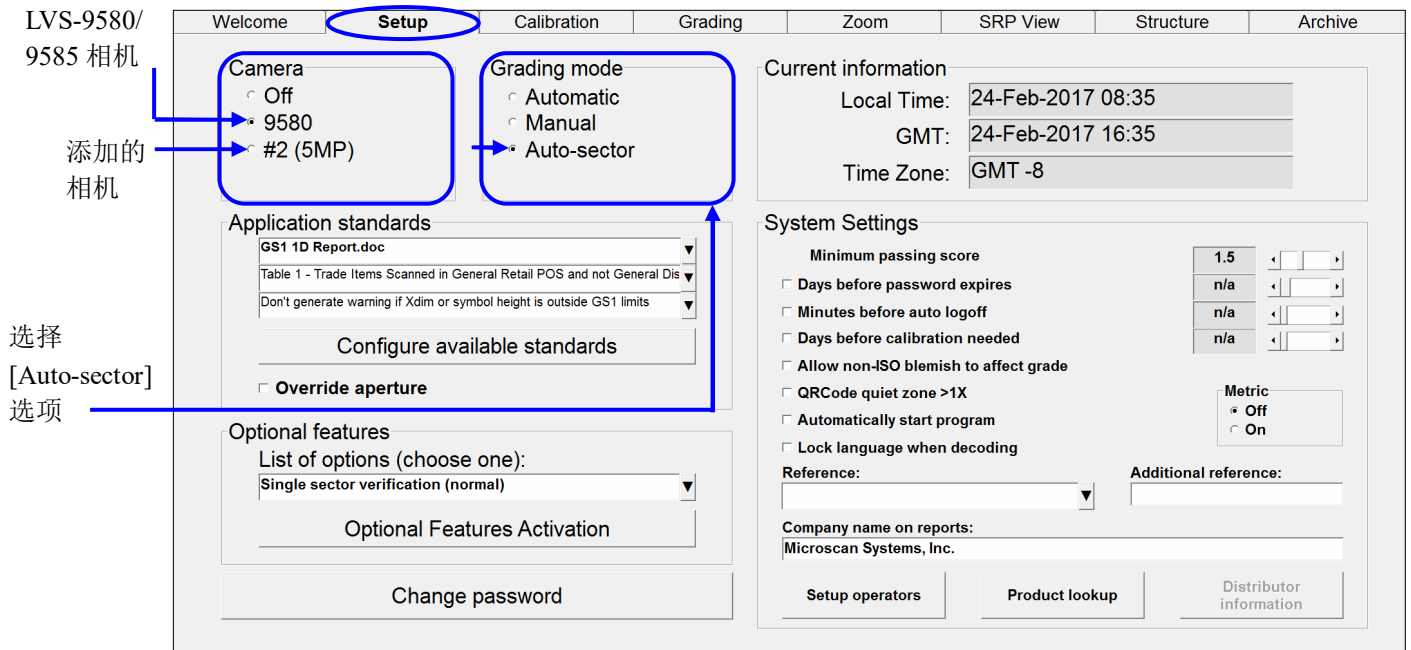 LVS-9580/
9585 相机
添加的
相机
选择
[Auto-sector]
选项
Welcome Setup Calibration Grading Zoom SRP View Structure Archive
Camera
Off
9580
#2 (5MP)
Grading mode
Automatic
Manual
Auto-sector
Current information
Local Time: 24-Feb-2017 08:35
GMT: 24-Feb-2017 16:35
Time Zone: GMT -8
Application standards
GS1 1D Report.doc
Table 1 - Trade Items Scanned in General Retail POS and not General Dis
Don't generate warning if Xdim or symbol height is outside GS1 limits
Configure available standards
Override aperture
Optional features
List of options (choose one):
Single sector verification (normal)
Optional Features Activation
Change password
System Settings
Minimum passing score 1.5
Days before password expires n/a
Minutes before auto logoff n/a
Days before calibration needed n/a
Allow non-ISO blemish to affect grade
QRCode quiet zone >1X
Automatically start program
Lock language when decoding
Metric
Off
On
Reference: Additional reference:
Company name on reports:
Microscan Systems, Inc.
Setup operators Product lookup Distributor
information